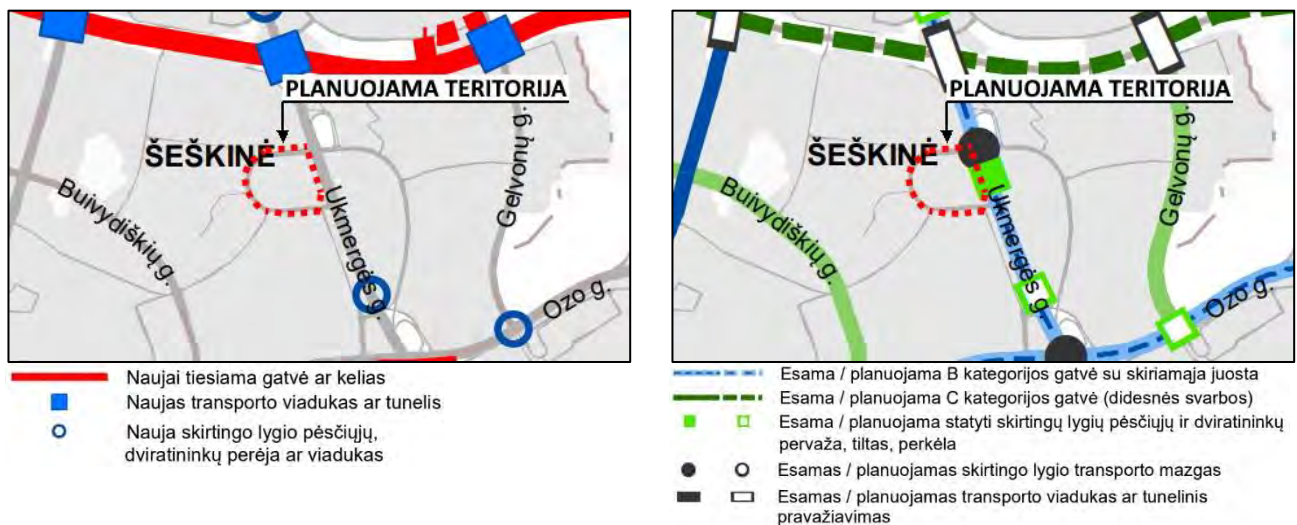 PLANUOJAMA TERITORIJA
ŠEŠKINĖ
Buivydiškių g.
Ukmergės g.
Gelvonų g.
Ozo g.
Naujai tiesiama gatvė ar kelias
Naujas transporto viadukas ar tunelis
Nauja skirtingo lygio pėsčiųjų,
dviratininkų perėja ar viadukas
PLANUOJAMA TERITORIJA
ŠEŠKINĖ
Buivydiškių g.
Ukmergės g.
Gelvonų g.
Ozo g.
Esama / planuojama B kategorijos gatvė su skiriamąja juosta
Esama / planuojama C kategorijos gatvė (didesnės svarbos)
Esama / planuojama statyti skirtingų lygių pėsčiųjų ir dviratininkų
pervaža, tiltas, perkėla
Esamas / planuojamas skirtingo lygio transporto mazgas
Esamas / planuojamas transporto viadukas ar tunelinis
pravažiavimas